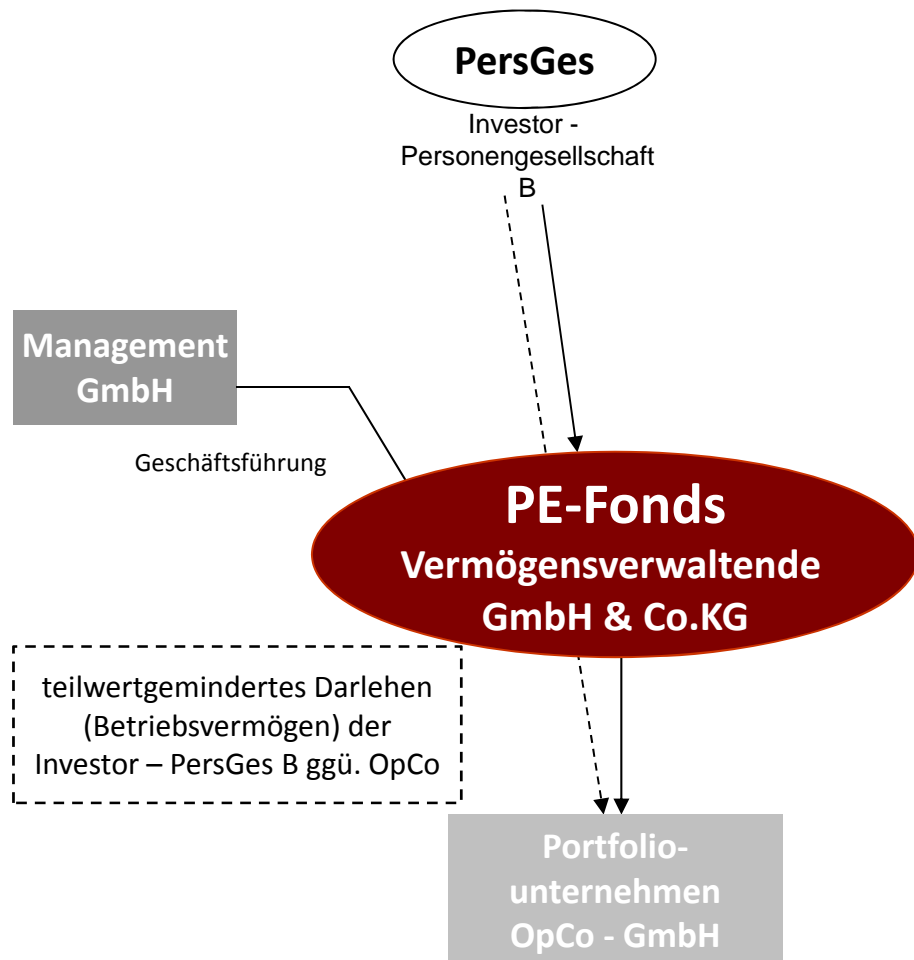 PersGes
Investor -
Personengesellschaft
B
Management
GmbH
Geschäftsführung
PE-Fonds
Vermögensverwaltende
GmbH & Co.KG
teilwertgemindertes Darlehen
(Betriebsvermögen) der
Investor – PersGes B ggü. OpCo
Portfolio-
unternehmen
OpCo - GmbH